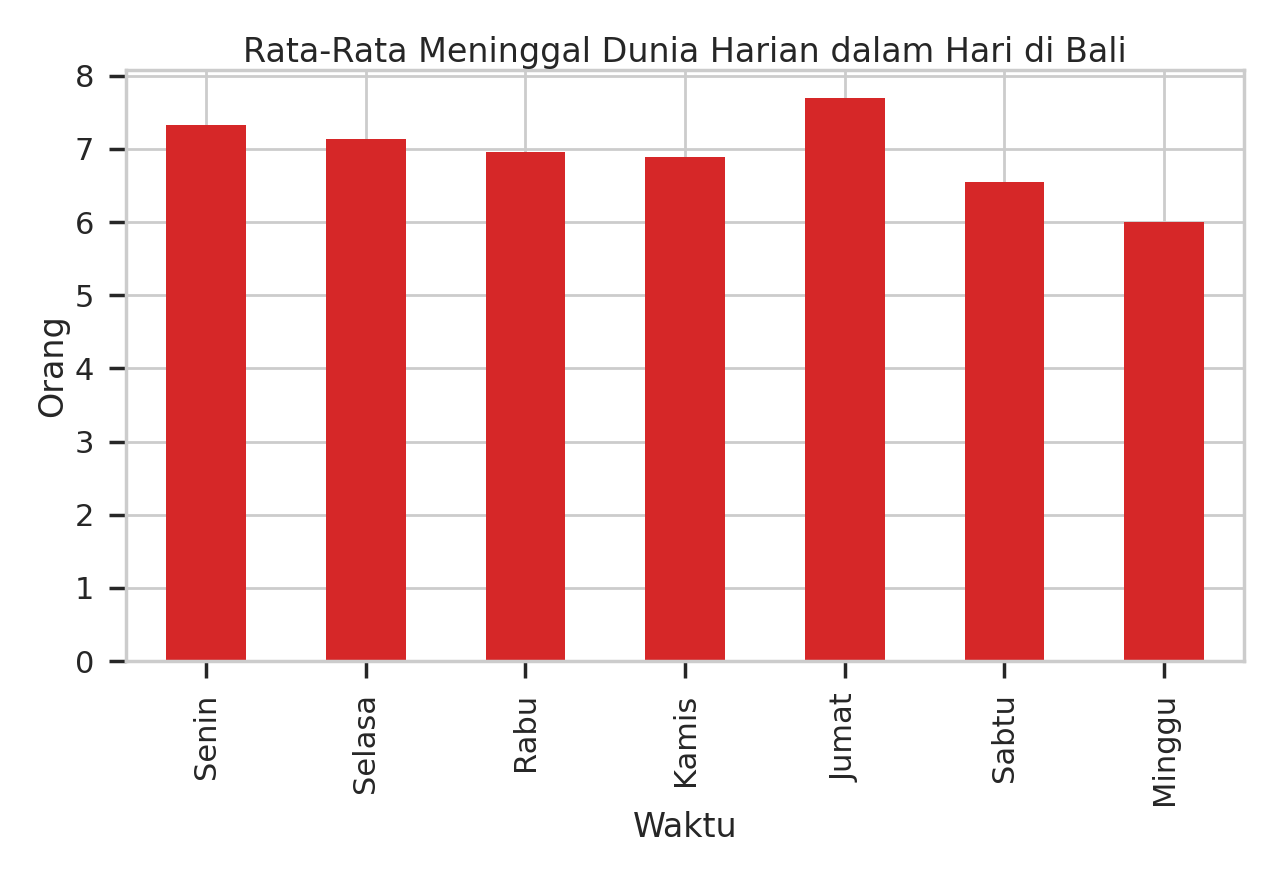 Rata-Rata Meninggal Dunia Harian dalam Hari di Bali
8
7
6
5
4
3
2
1
0
Orang
Senin
Selasa
Rabu
Kamis
Jumat
Sabtu
Minggu
Waktu